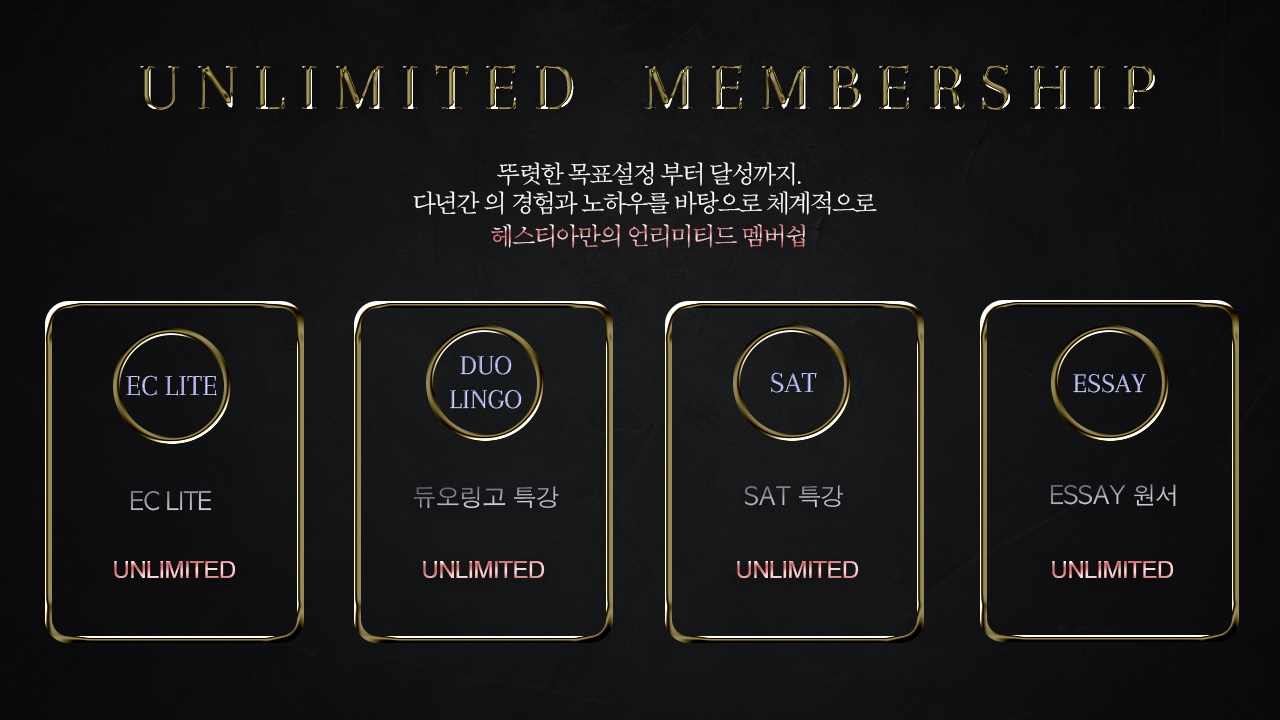 UNLIMITED MEMBERSHIP
뚜렷한 목표설정 부터 달성까지.
다년간 의 경험과 노하우를 바탕으로 체계적으로
헤스티아만의 언리미티드 멤버쉽
EC LITE
EC LITE
UNLIMITED
DUO
LINGO
듀오링고 특강
UNLIMITED
SAT
SAT 특강
UNLIMITED
ESSAY
ESSAY 원서
UNLIMITED